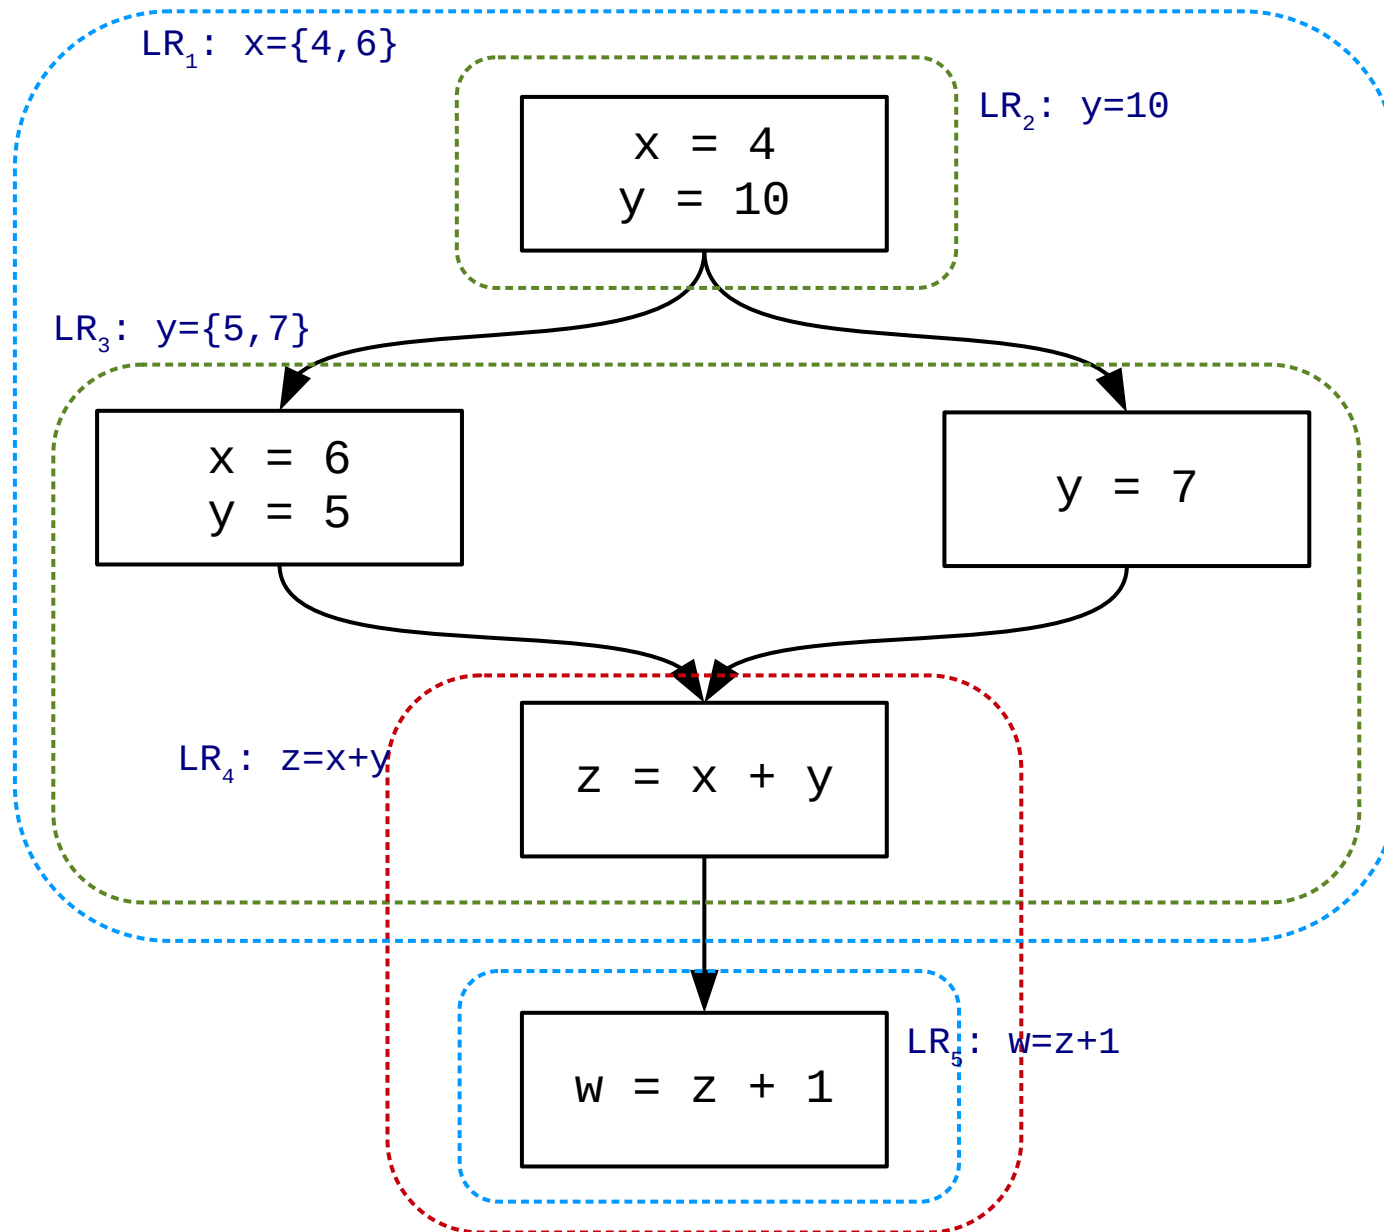 LR₁: x={4,6}
LR₂: y=10
x = 4
y = 10
LR₃: y={5,7}
x = 6
y = 5
y = 7
LR₄: z=x+y
z = x + y
LR₅: w=z+1
w = z + 1